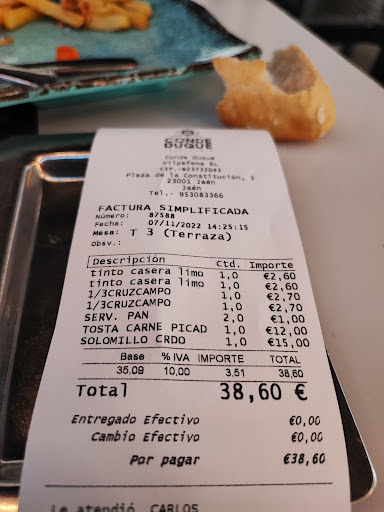 CONDE
DUQUE
Conde Duque
Vilpafema SL
CIF.-B23732043
Plaza de la Constitución, 3
23001 Jaén
Jaén
Tel.- 953083366
FACTURA SIMPLIFICADA
Número: 87588
Fecha: 07/11/2022 14:25:15
Mesa: T 3 (Terraza)
Obsv.:
Descripción Ctd. Importe
tinto casera limo 1,0 €2,60
tinto casera limo 1,0 €2,60
1/3CRUZCAMPO 1,0 €2,70
1/3CRUZCAMPO 1,0 €2,70
SERV. PAN 2,0 €1,00
TOSTA CARNE PICAD 1,0 €12,00
SOLOMILLO CRDO 1,0 €15,00
Base % IVA IMPORTE TOTAL
35,09 10,00 3,51 38,60
Total 38,60 €
Entregado Efectivo €0,00
Cambio Efectivo €0,00
Por pagar €38,60
Le atendió CARLOS